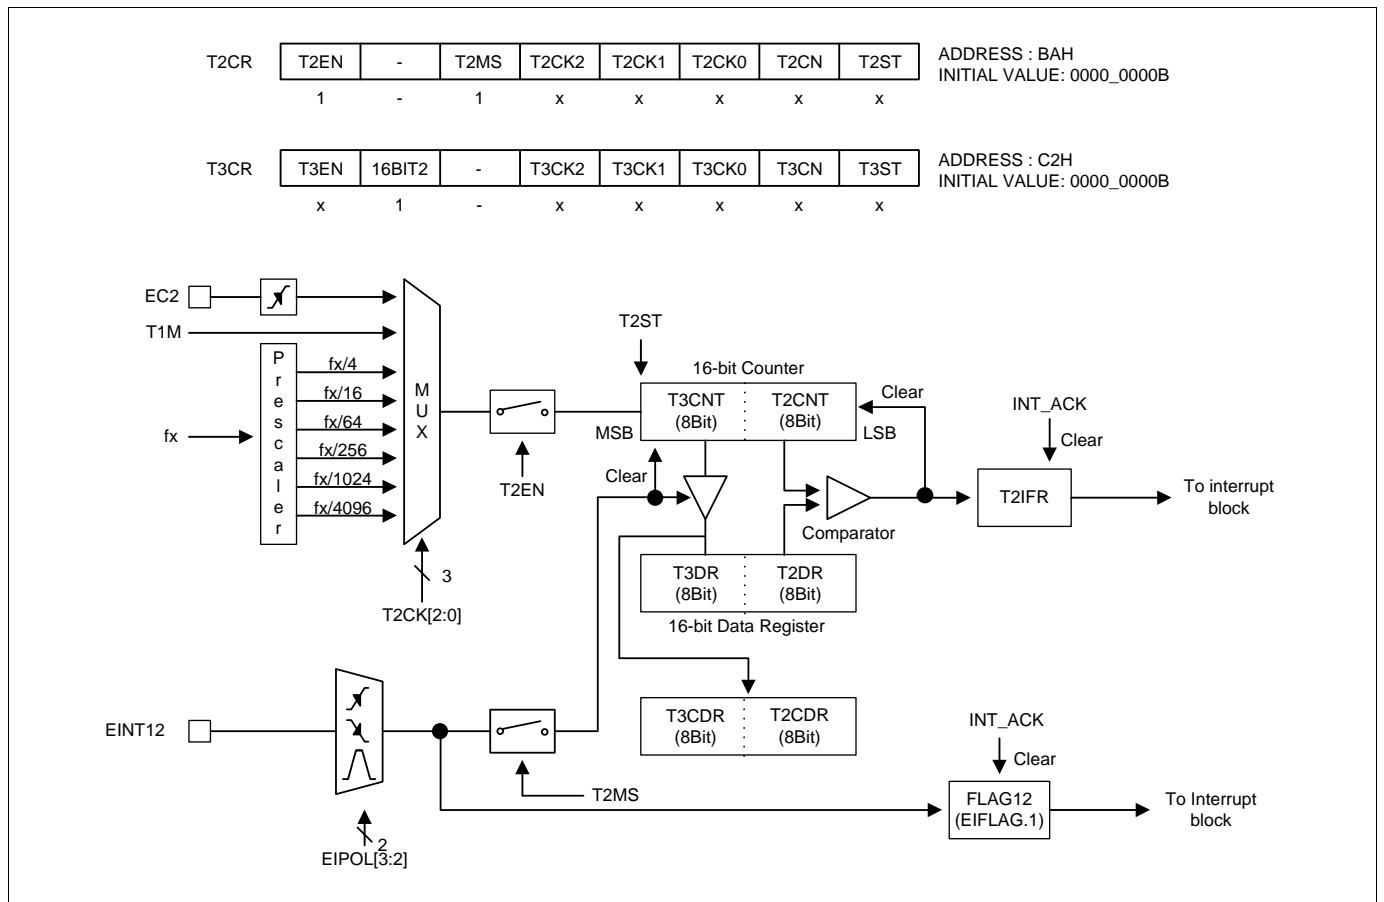 T2CR T2EN - T2MS T2CK2 T2CK1 T2CK0 T2CN T2ST ADDRESS : BAH
INITIAL VALUE: 0000_0000B
1 - 1 x x x x x
T3CR T3EN 16BIT2 - T3CK2 T3CK1 T3CK0 T3CN T3ST ADDRESS : C2H
INITIAL VALUE: 0000_0000B
x 1 - x x x x x
EC2
T1M
fx
Prescaler
fx/4
fx/16
fx/64
fx/256
fx/1024
fx/4096
MUX
3
T2CK[2:0]
T2EN
T2ST
16-bit Counter
T3CNT
(8Bit)
T2CNT
(8Bit)
MSB
LSB
Clear
Clear
Comparator
T3DR
(8Bit)
T2DR
(8Bit)
16-bit Data Register
INT_ACK
Clear
T2IFR
To interrupt
block
EINT12
2
EIPOL[3:2]
T2MS
T3CDR
(8Bit)
T2CDR
(8Bit)
INT_ACK
Clear
FLAG12
(EIFLAG.1)
To Interrupt
block